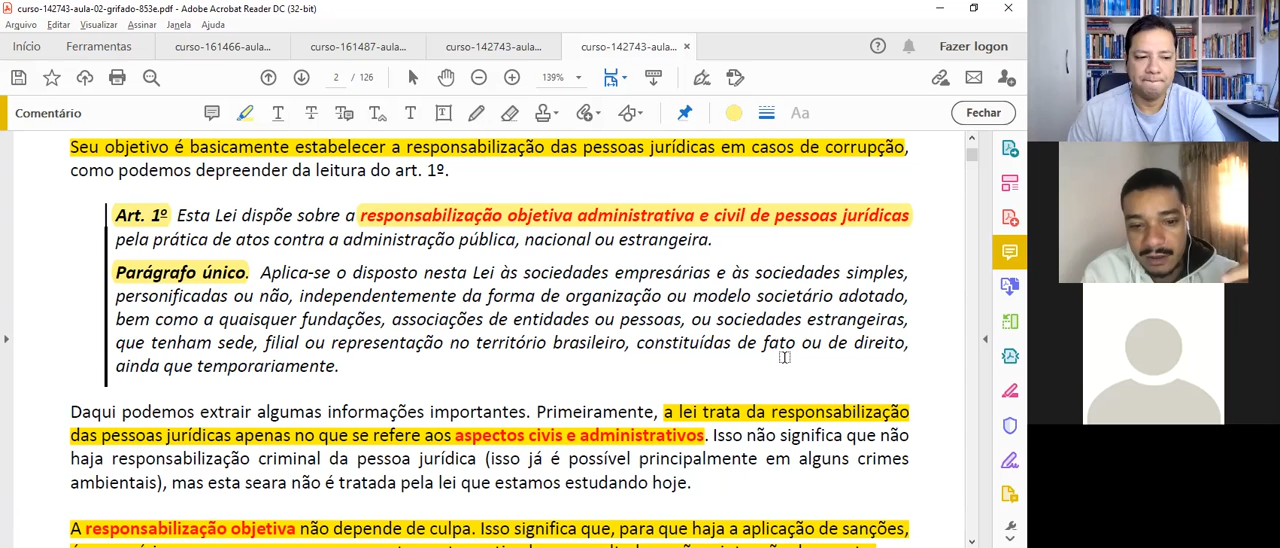 curso-142743-aula-02-grifado-853e.pdf - Adobe Acrobat Reader DC (32-bit)
Arquivo Editar Visualizar Assinar Janela Ajuda
Início Ferramentas curso-161466-aula... curso-161487-aula... curso-142743-aula... curso-142743-aula... × Fazer logon
2 / 126 139%
Comentário Aa Fechar
Seu objetivo é basicamente estabelecer a responsabilização das pessoas jurídicas em casos de corrupção,
como podemos depreender da leitura do art. 1º.
Art. 1º Esta Lei dispõe sobre a responsabilização objetiva administrativa e civil de pessoas jurídicas
pela prática de atos contra a administração pública, nacional ou estrangeira.
Parágrafo único. Aplica-se o disposto nesta Lei às sociedades empresárias e às sociedades simples,
personificadas ou não, independentemente da forma de organização ou modelo societário adotado,
bem como a quaisquer fundações, associações de entidades ou pessoas, ou sociedades estrangeiras,
que tenham sede, filial ou representação no território brasileiro, constituídas de fato ou de direito,
ainda que temporariamente.
Daqui podemos extrair algumas informações importantes. Primeiramente, a lei trata da responsabilização
das pessoas jurídicas apenas no que se refere aos aspectos civis e administrativos. Isso não significa que não
haja responsabilização criminal da pessoa jurídica (isso já é possível principalmente em alguns crimes
ambientais), mas esta seara não é tratada pela lei que estamos estudando hoje.
A responsabilização objetiva não depende de culpa. Isso significa que, para que haja a aplicação de sanções,